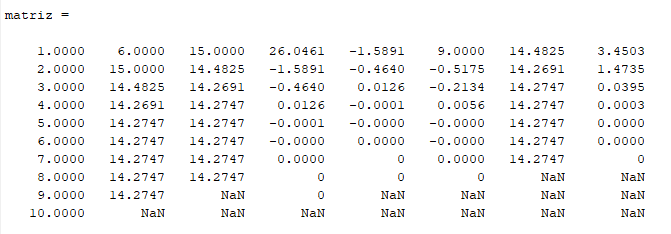 matriz =
1.0000 6.0000 15.0000 26.0461 -1.5891 9.0000 14.4825 3.4503
2.0000 15.0000 14.4825 -1.5891 -0.4640 -0.5175 14.2691 1.4735
3.0000 14.4825 14.2691 -0.4640 0.0126 -0.2134 14.2747 0.0395
4.0000 14.2691 14.2747 0.0126 -0.0001 0.0056 14.2747 0.0003
5.0000 14.2747 14.2747 -0.0001 -0.0000 -0.0000 14.2747 0.0000
6.0000 14.2747 14.2747 -0.0000 0.0000 -0.0000 14.2747 0.0000
7.0000 14.2747 14.2747 0.0000 0 0.0000 14.2747 0
8.0000 14.2747 14.2747 0 0 0 NaN NaN
9.0000 14.2747 NaN 0 NaN NaN NaN NaN
10.0000 NaN NaN NaN NaN NaN NaN NaN